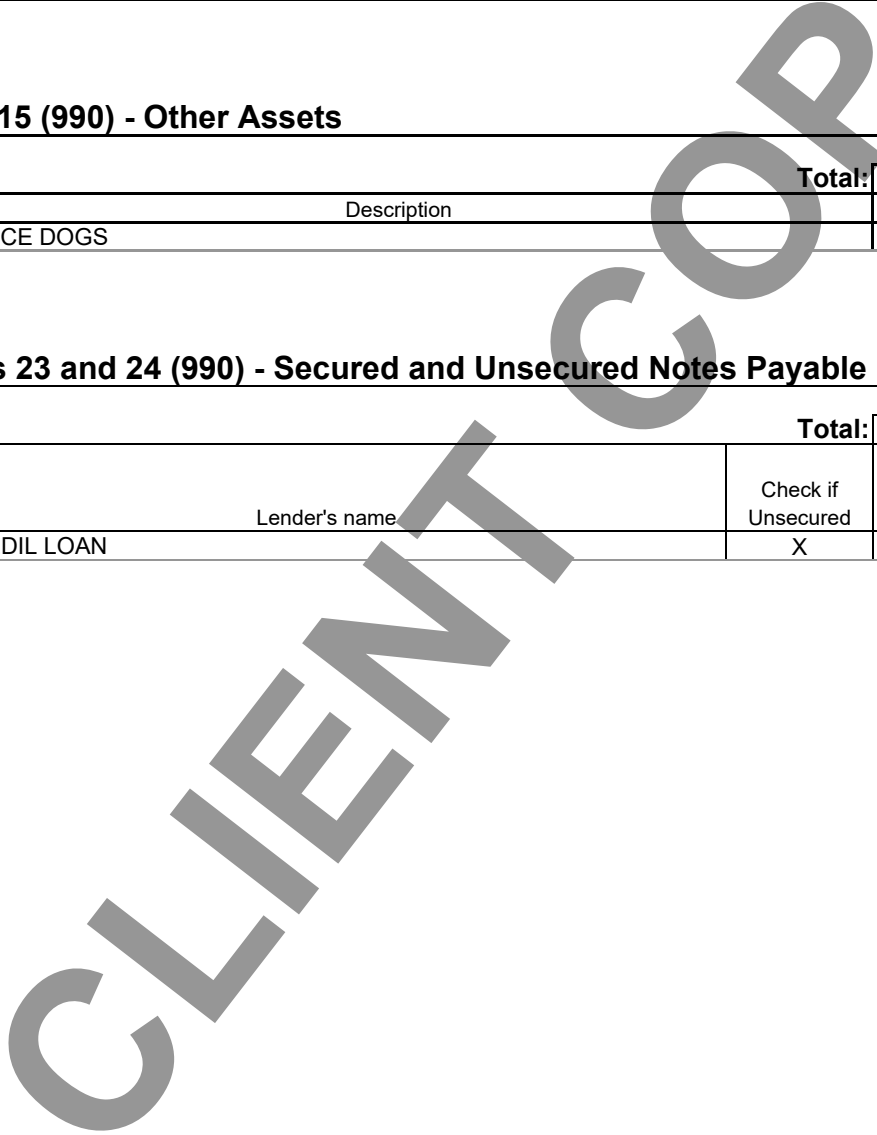 15 (990) - Other Assets
Total:
Description
CE DOGS
s 23 and 24 (990) - Secured and Unsecured Notes Payable
Total:
Check if
Lender's name Unsecured
DIL LOAN X
CLIENT COP